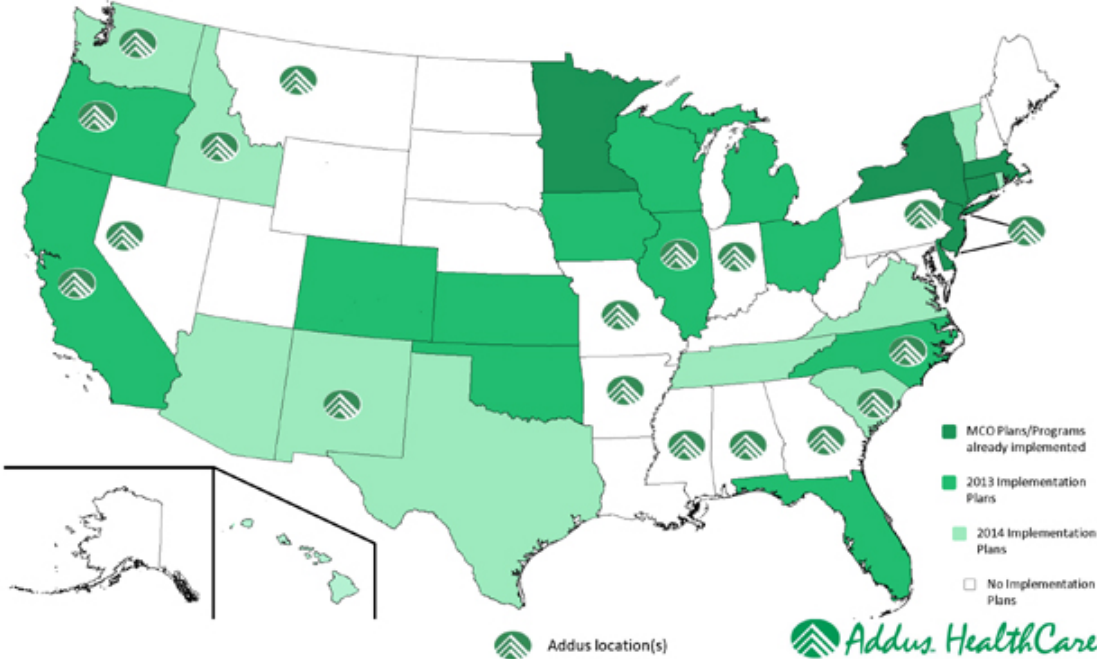 MCO Plans/Programs
already implemented
2013 Implementation
Plans
2014 Implementation
Plans
No Implementation
Plans
Addus location(s)
Addus HealthCare